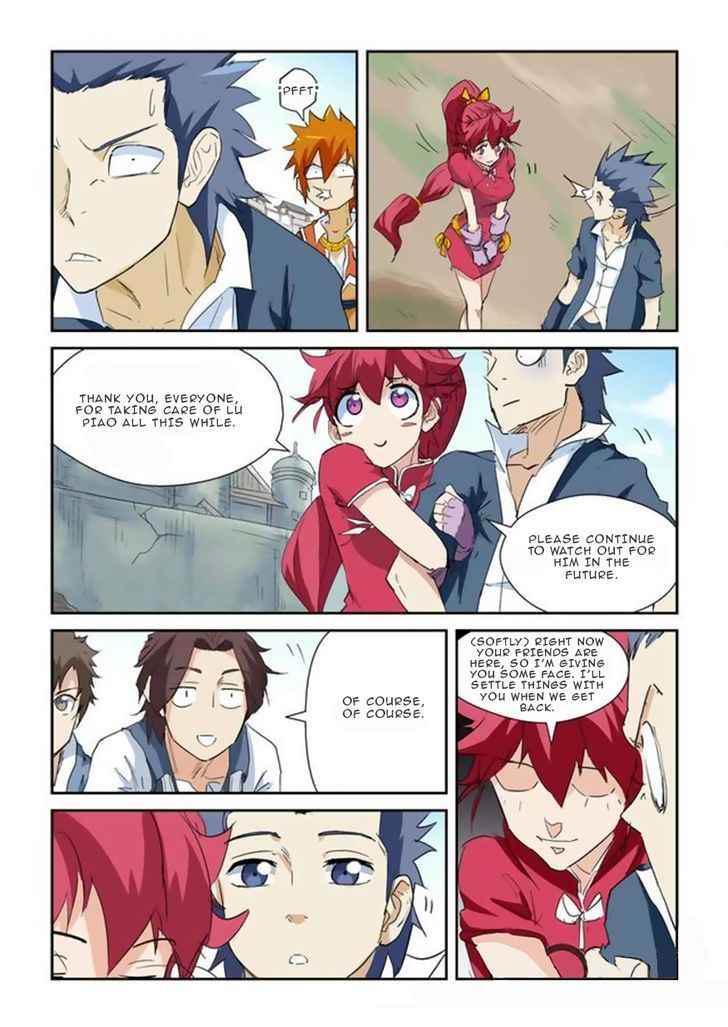 *PFFT*
THANK YOU, EVERYONE,
FOR TAKING CARE OF LU
PIAO ALL THIS WHILE.
PLEASE CONTINUE
TO WATCH OUT FOR
HIM IN THE
FUTURE.
OF COURSE,
OF COURSE.
(SOFTLY) RIGHT NOW
YOUR FRIENDS ARE
HERE, SO I'M GIVING
YOU SOME FACE. I'LL
SETTLE THINGS WITH
YOU WHEN WE GET
BACK.